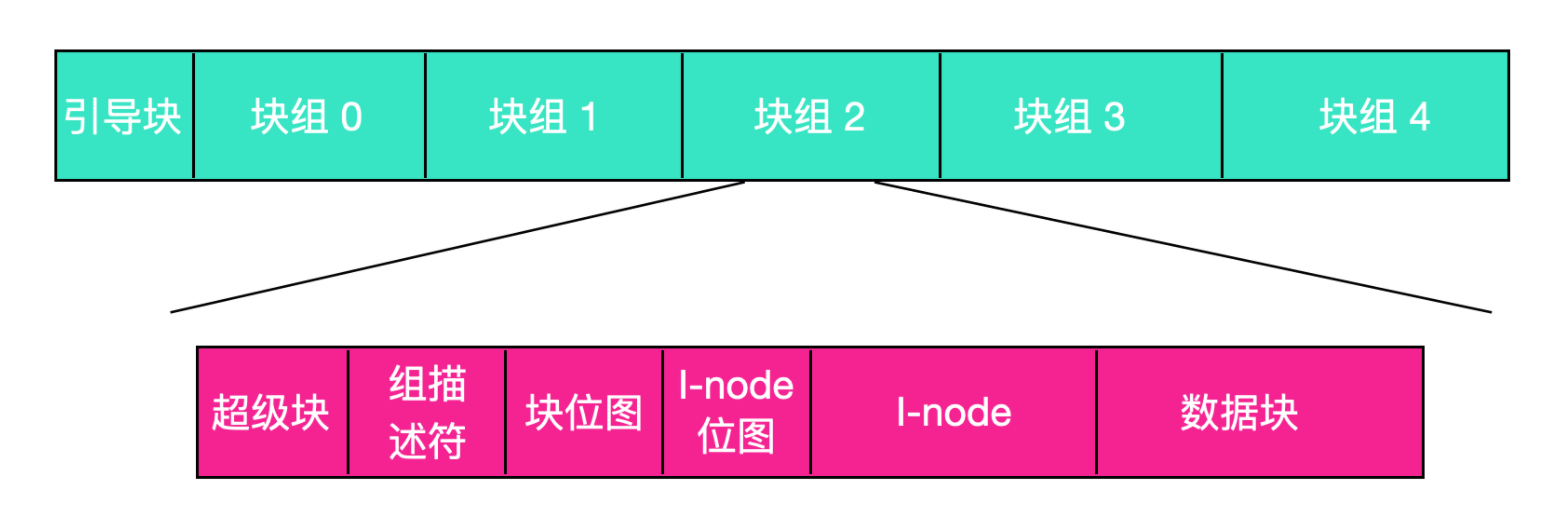 引导块
块组 0
块组 1
块组 2
块组 3
块组 4
超级块
组描
述符
块位图
I-node
位图
I-node
数据块